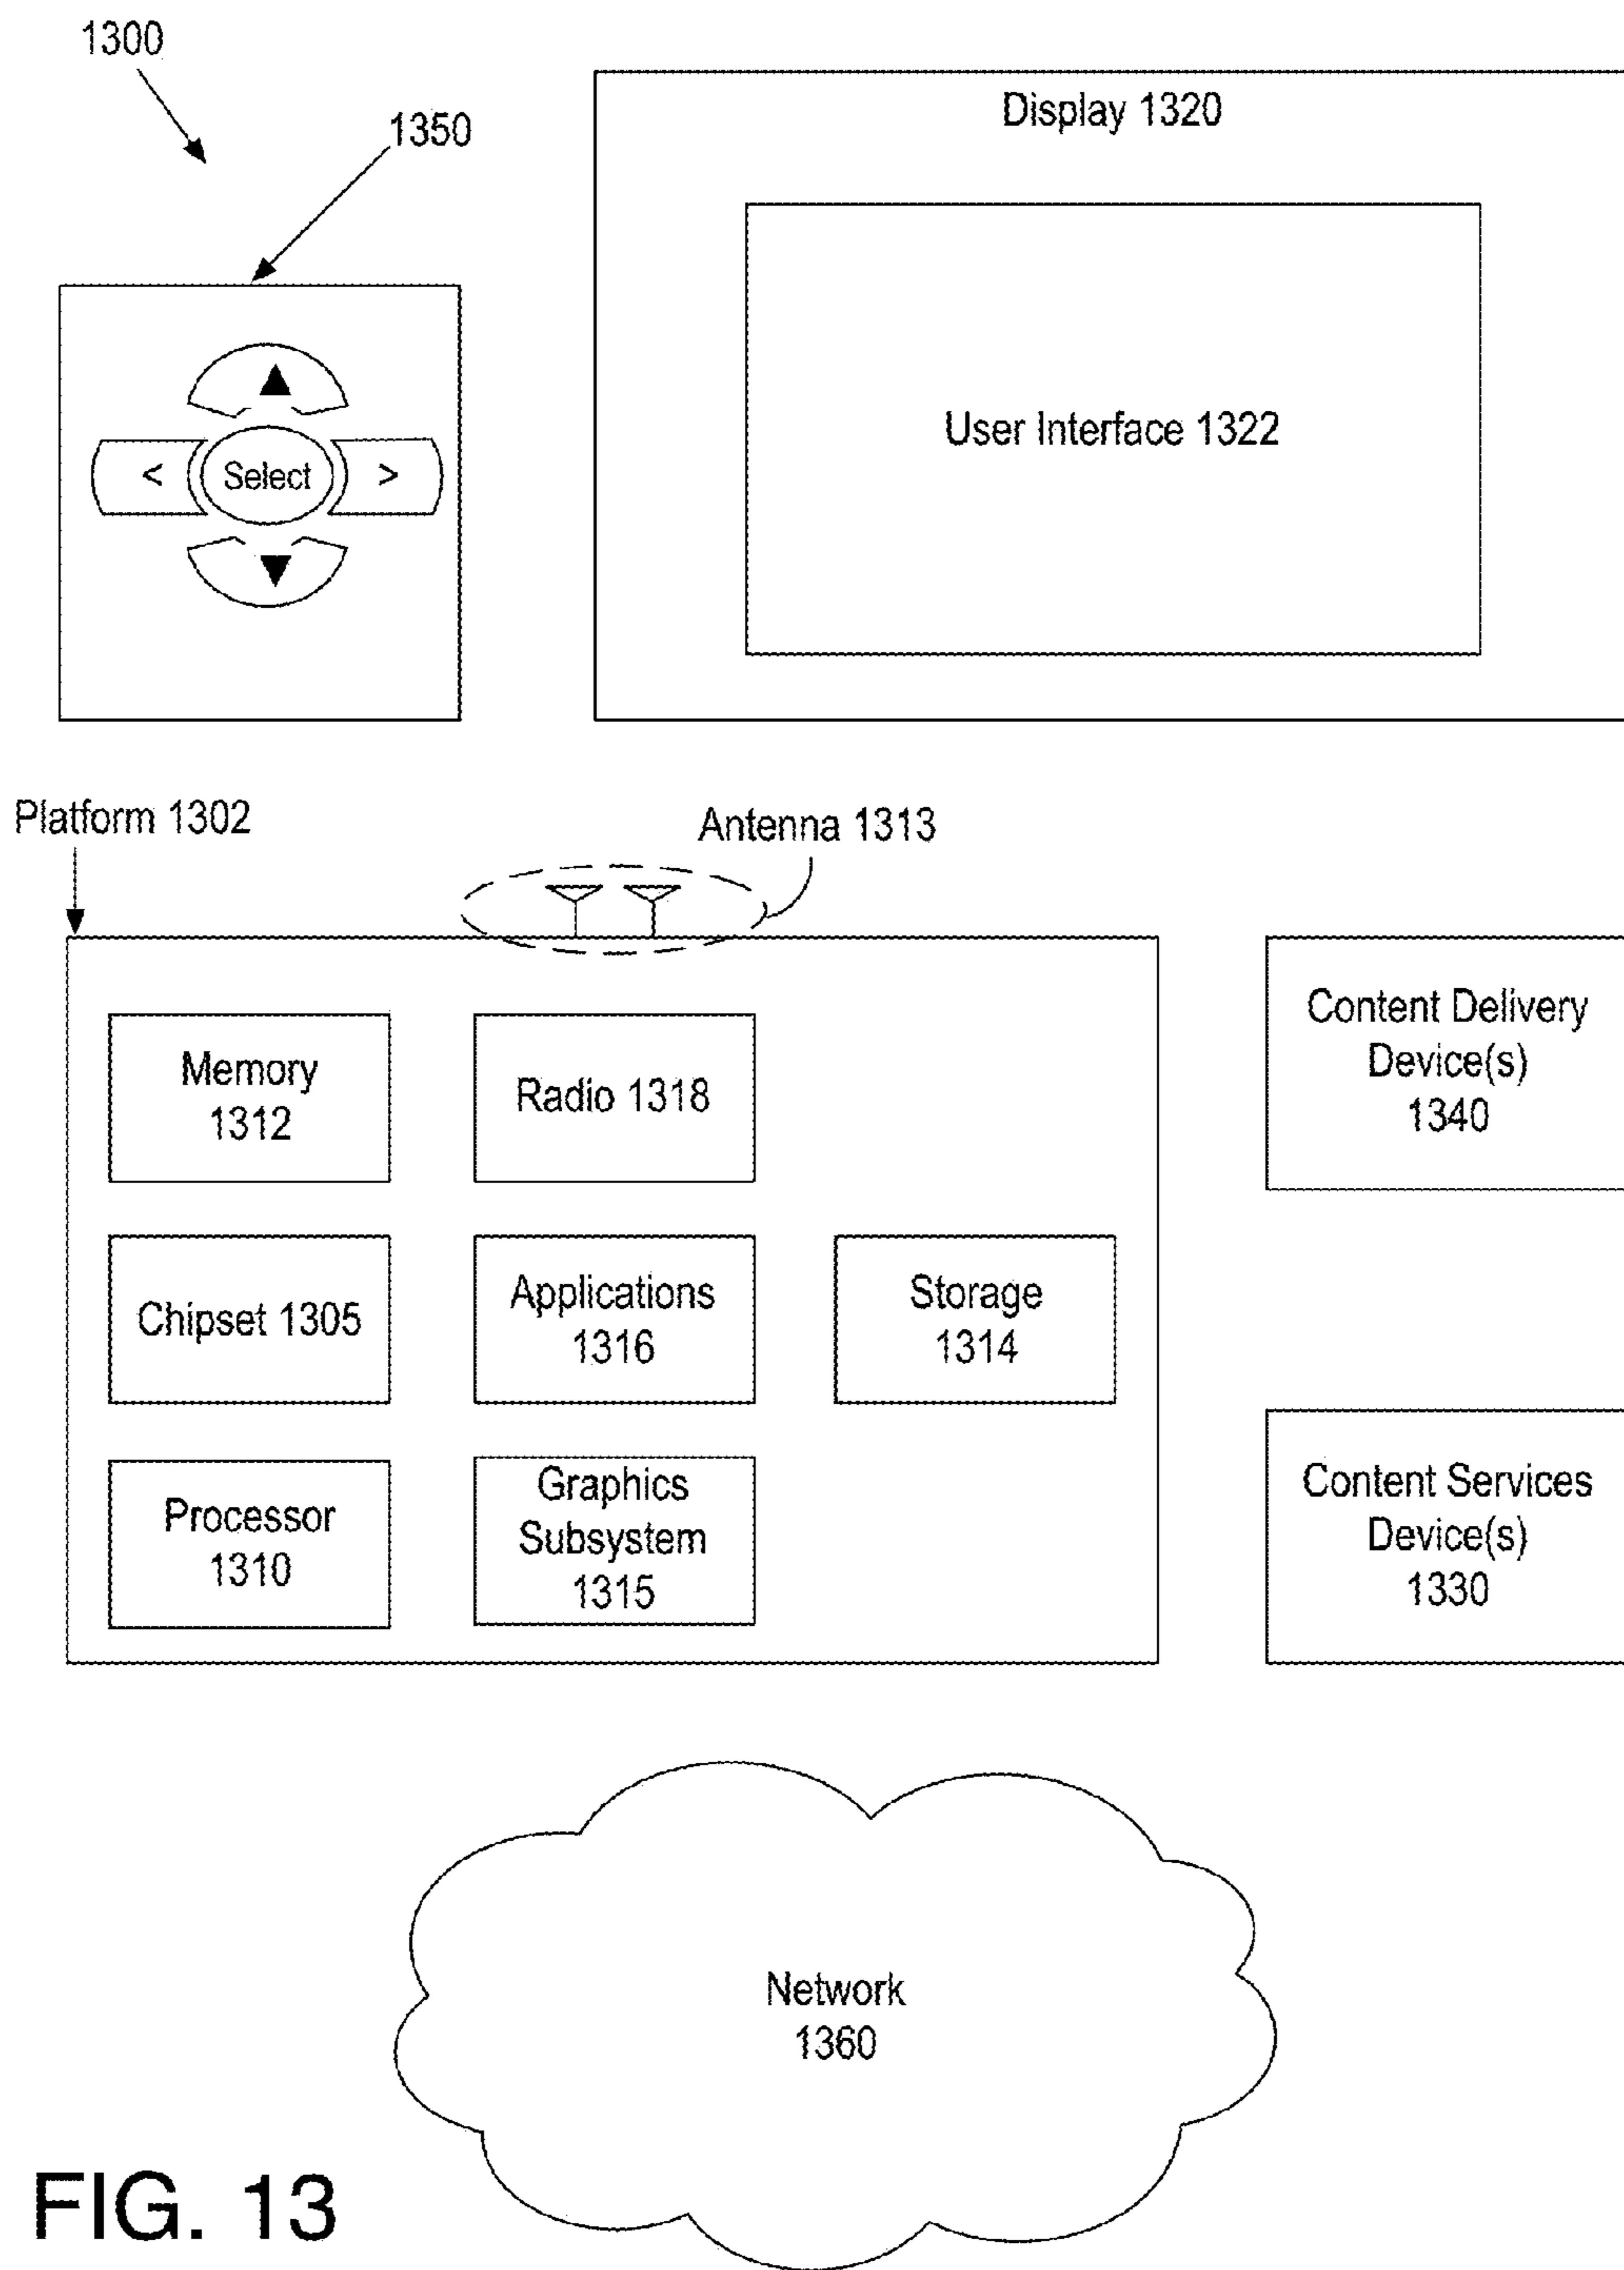 1300
1350
Display 1320
User Interface 1322
<
Select
>
Platform 1302
Antenna 1313
Memory
1312
Radio 1318
Content Delivery
Device(s)
1340
Chipset 1305
Applications
1316
Storage
1314
Processor
1310
Graphics
Subsystem
1315
Content Services
Device(s)
1330
Network
1360
FIG. 13